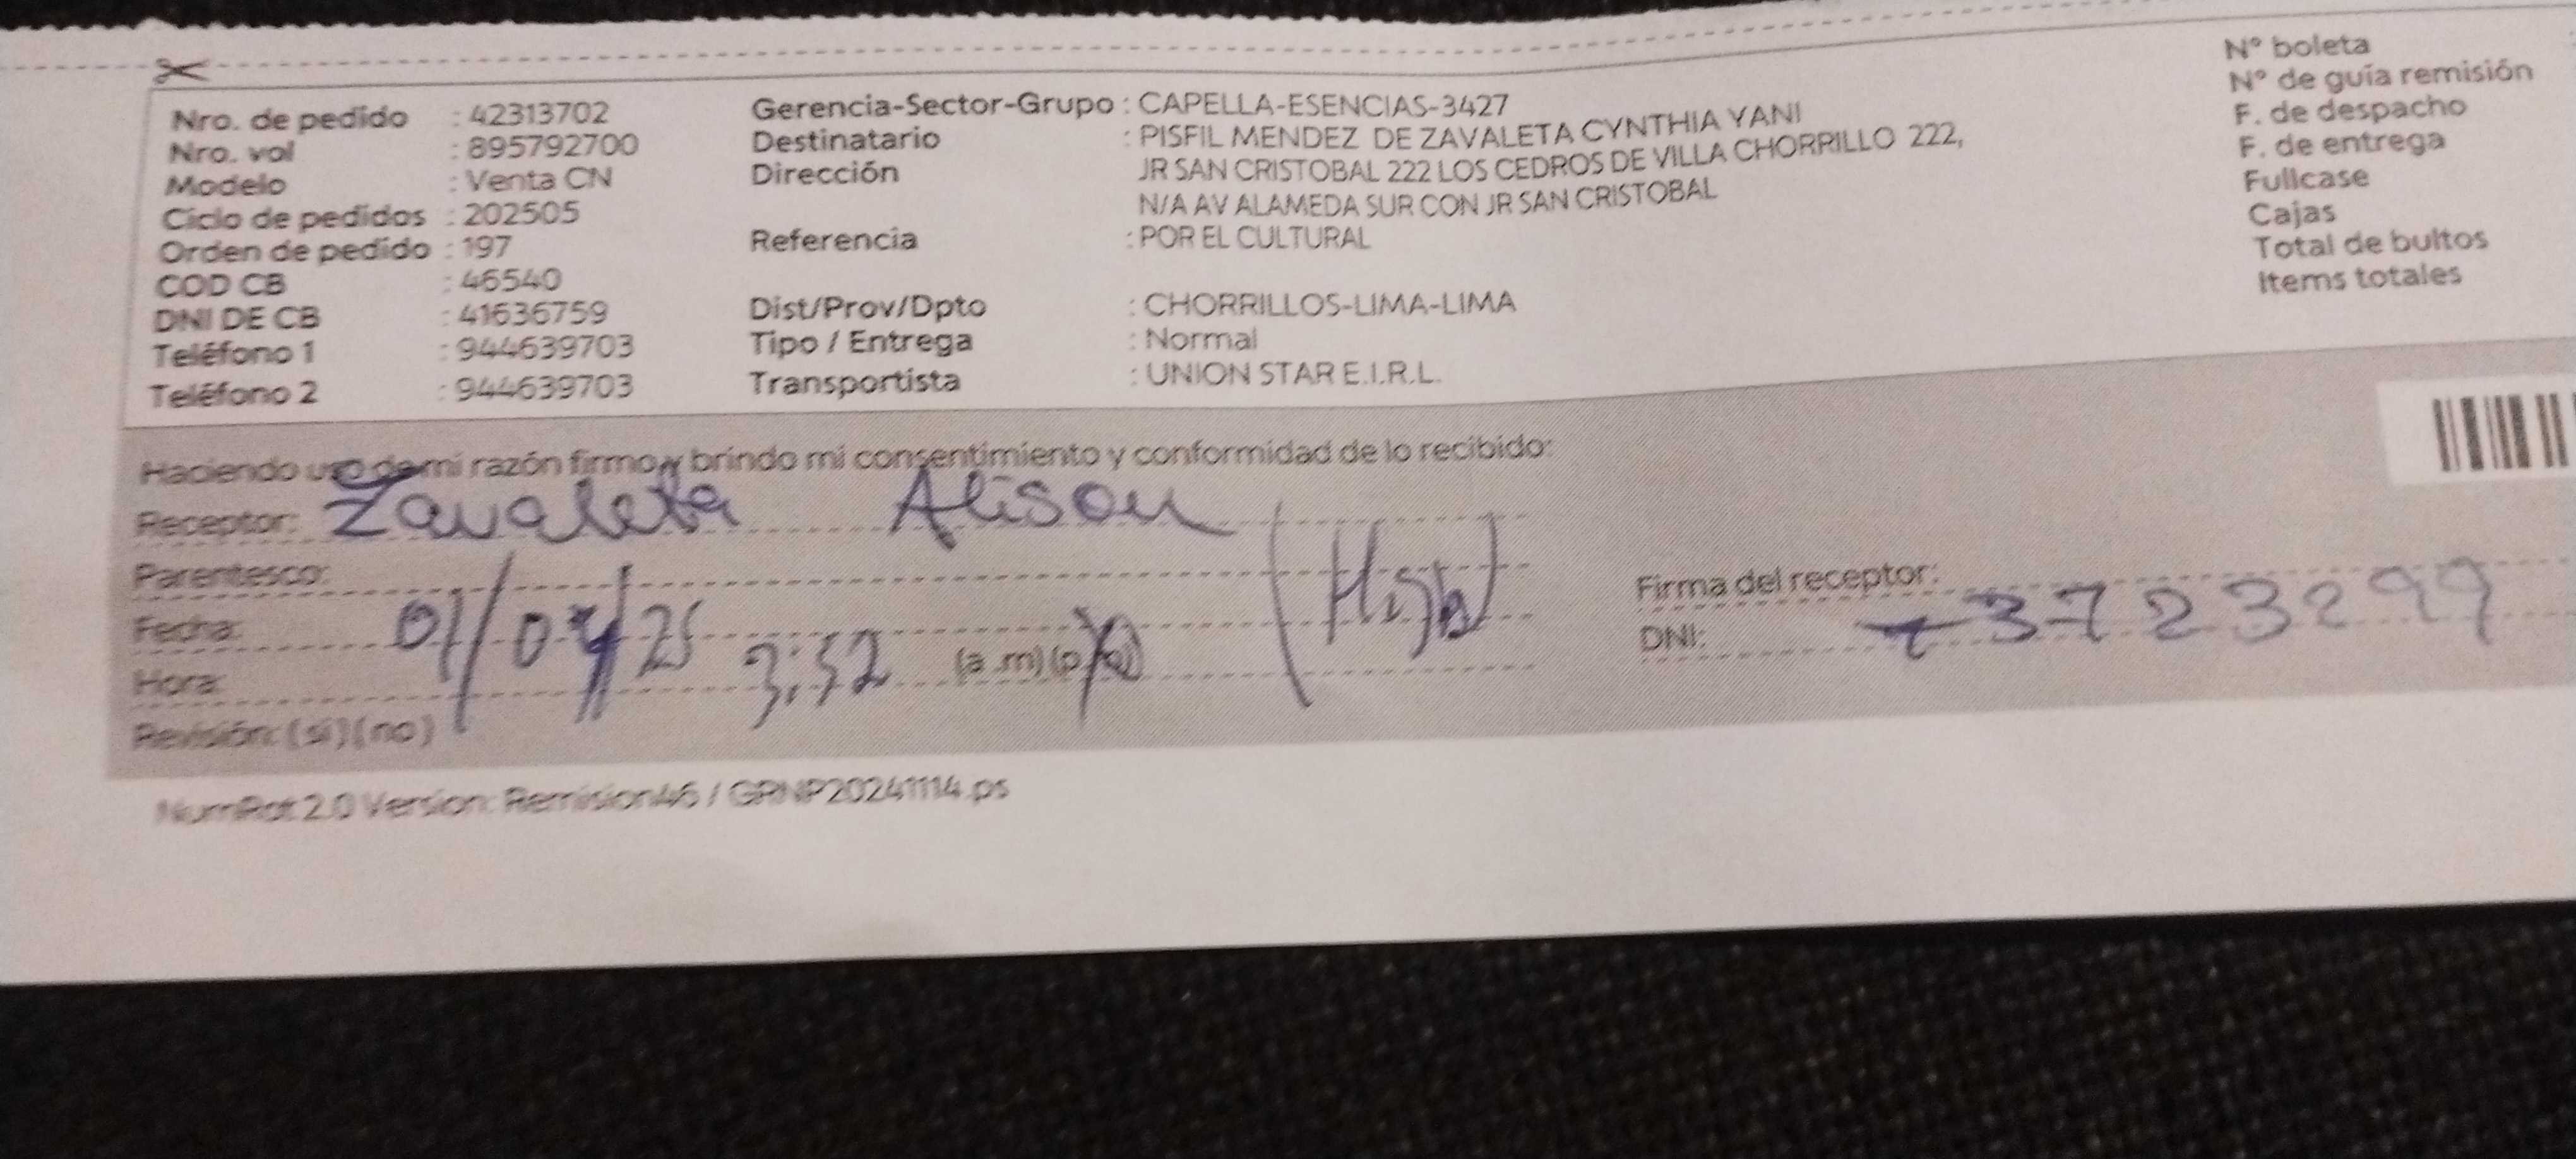 Nro. de pedido : 42313702
Nro. vol : 895792700
Modelo : Venta CN
Ciclo de pedidos : 202505
Orden de pedido : 197
COD CB : 46540
DNI DE CB : 41636759
Teléfono 1 : 944639703
Teléfono 2 : 944639703
Gerencia-Sector-Grupo : CAPELLA-ESENCIAS-3427
Destinatario : PISFIL MENDEZ DE ZAVALETA CYNTHIA YANI
Dirección JR SAN CRISTOBAL 222 LOS CEDROS DE VILLA CHORRILLO 222,
N/A AV ALAMEDA SUR CON JR SAN CRISTOBAL
Referencia : POR EL CULTURAL
Dist/Prov/Dpto : CHORRILLOS-LIMA-LIMA
Tipo / Entrega : Normal
Transportista : UNION STAR E.I.R.L.
N° boleta
N° de guía remisión
F. de despacho
F. de entrega
Fullcase
Cajas
Total de bultos
Items totales
Haciendo uso de mi razón firmo y brindo mi consentimiento y conformidad de lo recibido:
Receptor: Zavaleta Alison
Parentesco: (Hija)
Fecha: 01/04/25
Hora: 3:52 (a.m)(p.m)
Revisión: (si)(no)
Firma del receptor:
DNI: 3723299
NumRot 2.0 Version: Remision46 / GRNP20241114.ps